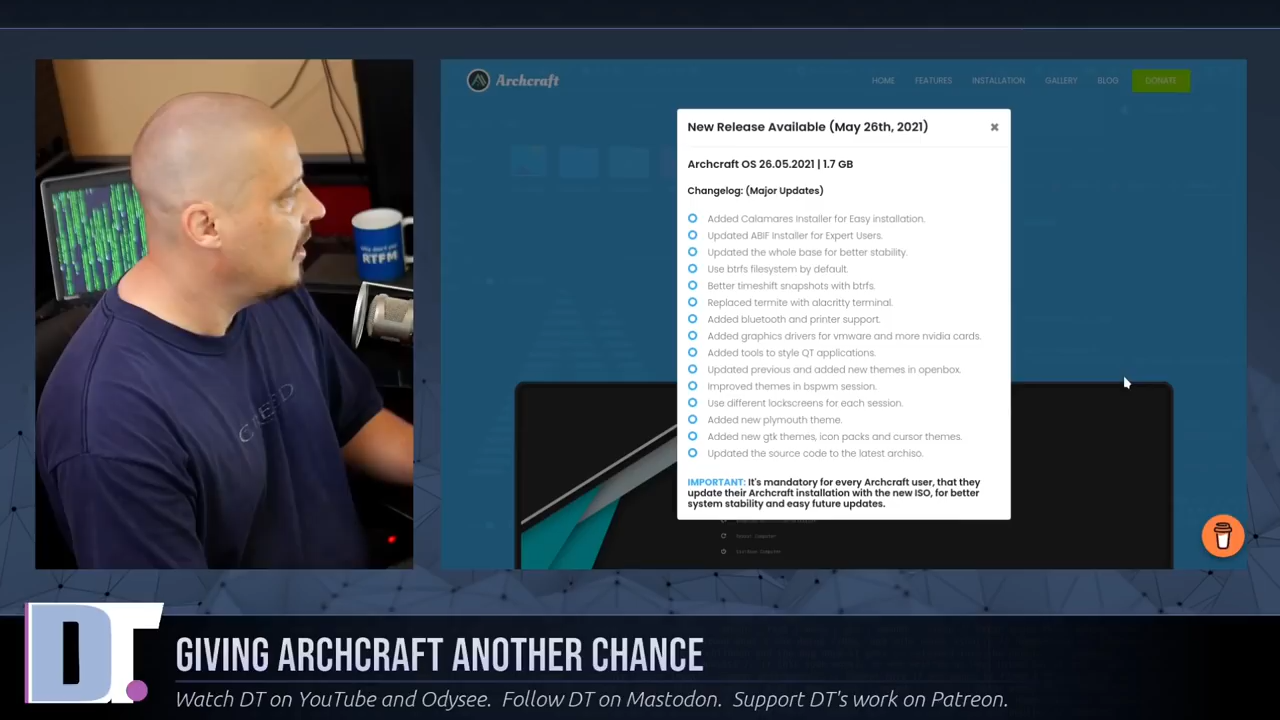 Archcraft
HOME FEATURES INSTALLATION GALLERY BLOG DONATE
New Release Available (May 26th, 2021)
Archcraft OS 26.05.2021 | 1.7 GB
Changelog: (Major Updates)
Added Calamares Installer for Easy installation.
Updated ABIF Installer for Expert Users.
Updated the whole base for better stability.
Use btrfs filesystem by default.
Better timeshift snapshots with btrfs.
Replaced termite with alacritty terminal.
Added bluetooth and printer support.
Added graphics drivers for vmware and more nvidia cards.
Added tools to style QT applications.
Updated previous and added new themes in openbox.
Improved themes in bspwm session.
Use different lockscreens for each session.
Added new plymouth theme.
Added new gtk themes, icon packs and cursor themes.
Updated the source code to the latest archiso.
IMPORTANT: It's mandatory for every Archcraft user, that they
update their Archcraft installation with the new ISO, for better
system stability and easy future updates.
RTFM
DT
GIVING ARCHCRAFT ANOTHER CHANCE
Watch DT on YouTube and Odysee. Follow DT on Mastodon. Support DT's work on Patreon.